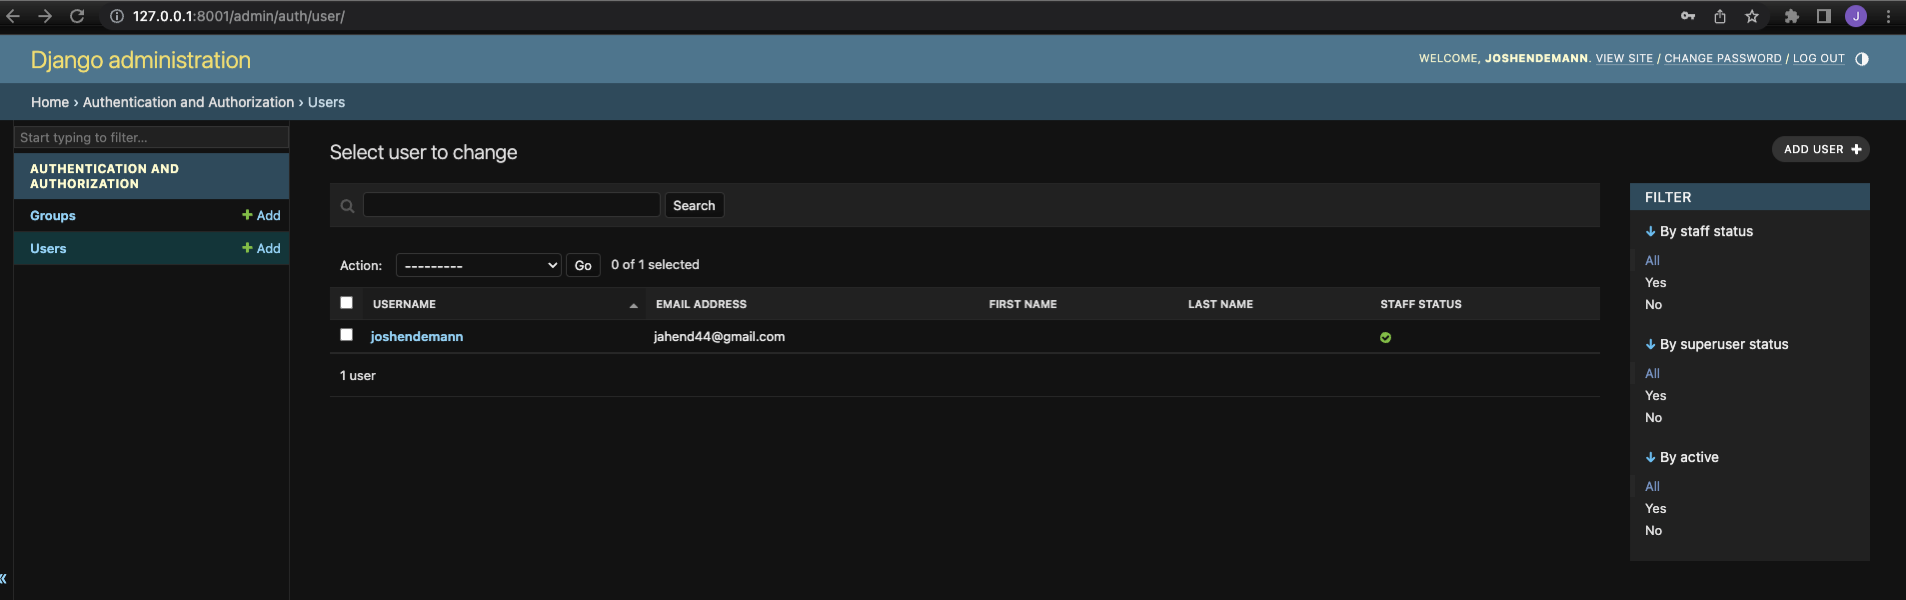 127.0.0.1:8001/admin/auth/user/
J
Django administration
WELCOME, JOSHENDEMANN. VIEW SITE / CHANGE PASSWORD / LOG OUT
Home › Authentication and Authorization › Users
Start typing to filter...
AUTHENTICATION AND
AUTHORIZATION
Groups + Add
Users + Add
«
Select user to change
ADD USER +
Search
Action: --------- Go 0 of 1 selected
USERNAME EMAIL ADDRESS FIRST NAME LAST NAME STAFF STATUS
joshendemann jahend44@gmail.com
1 user
FILTER
↓ By staff status
All
Yes
No
↓ By superuser status
All
Yes
No
↓ By active
All
Yes
No